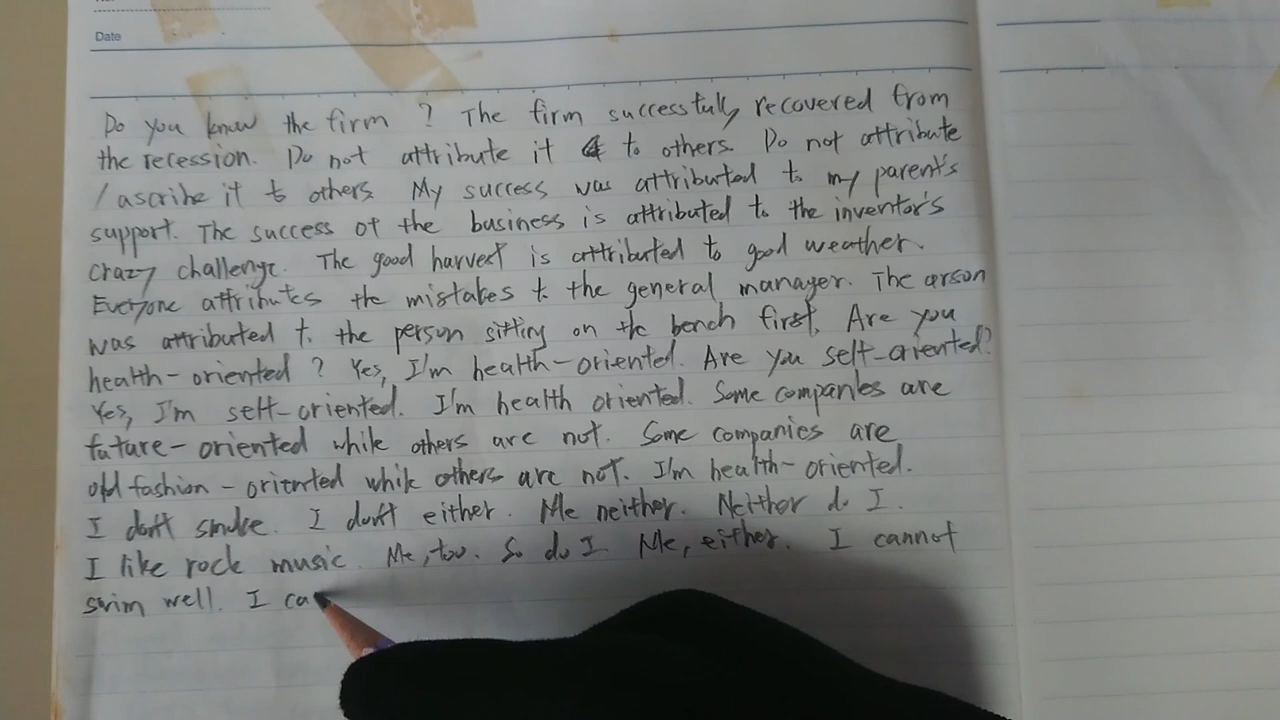 Date
Do you know the firm ? The firm successfully recovered from
the recession. Do not attribute it to others. Do not attribute
/ ascribe it to others My success was attributed to my parent's
support. The success of the business is attributed to the inventor's
crazy challenge. The good harvest is attributed to good weather.
Everyone attributes the mistakes to the general manager. The arson
was attributed to the person sitting on the bench first. Are you
health-oriented ? Yes, I'm health-oriented. Are you self-oriented?
Yes, I'm self-oriented. I'm health oriented. Some companies are
future-oriented while others are not. Some companies are
old fashion-oriented while others are not. I'm health-oriented.
I don't smoke. I don't either. Me neither. Neither do I.
I like rock music. Me, too. So do I. Me, either. I cannot
swim well. I ca